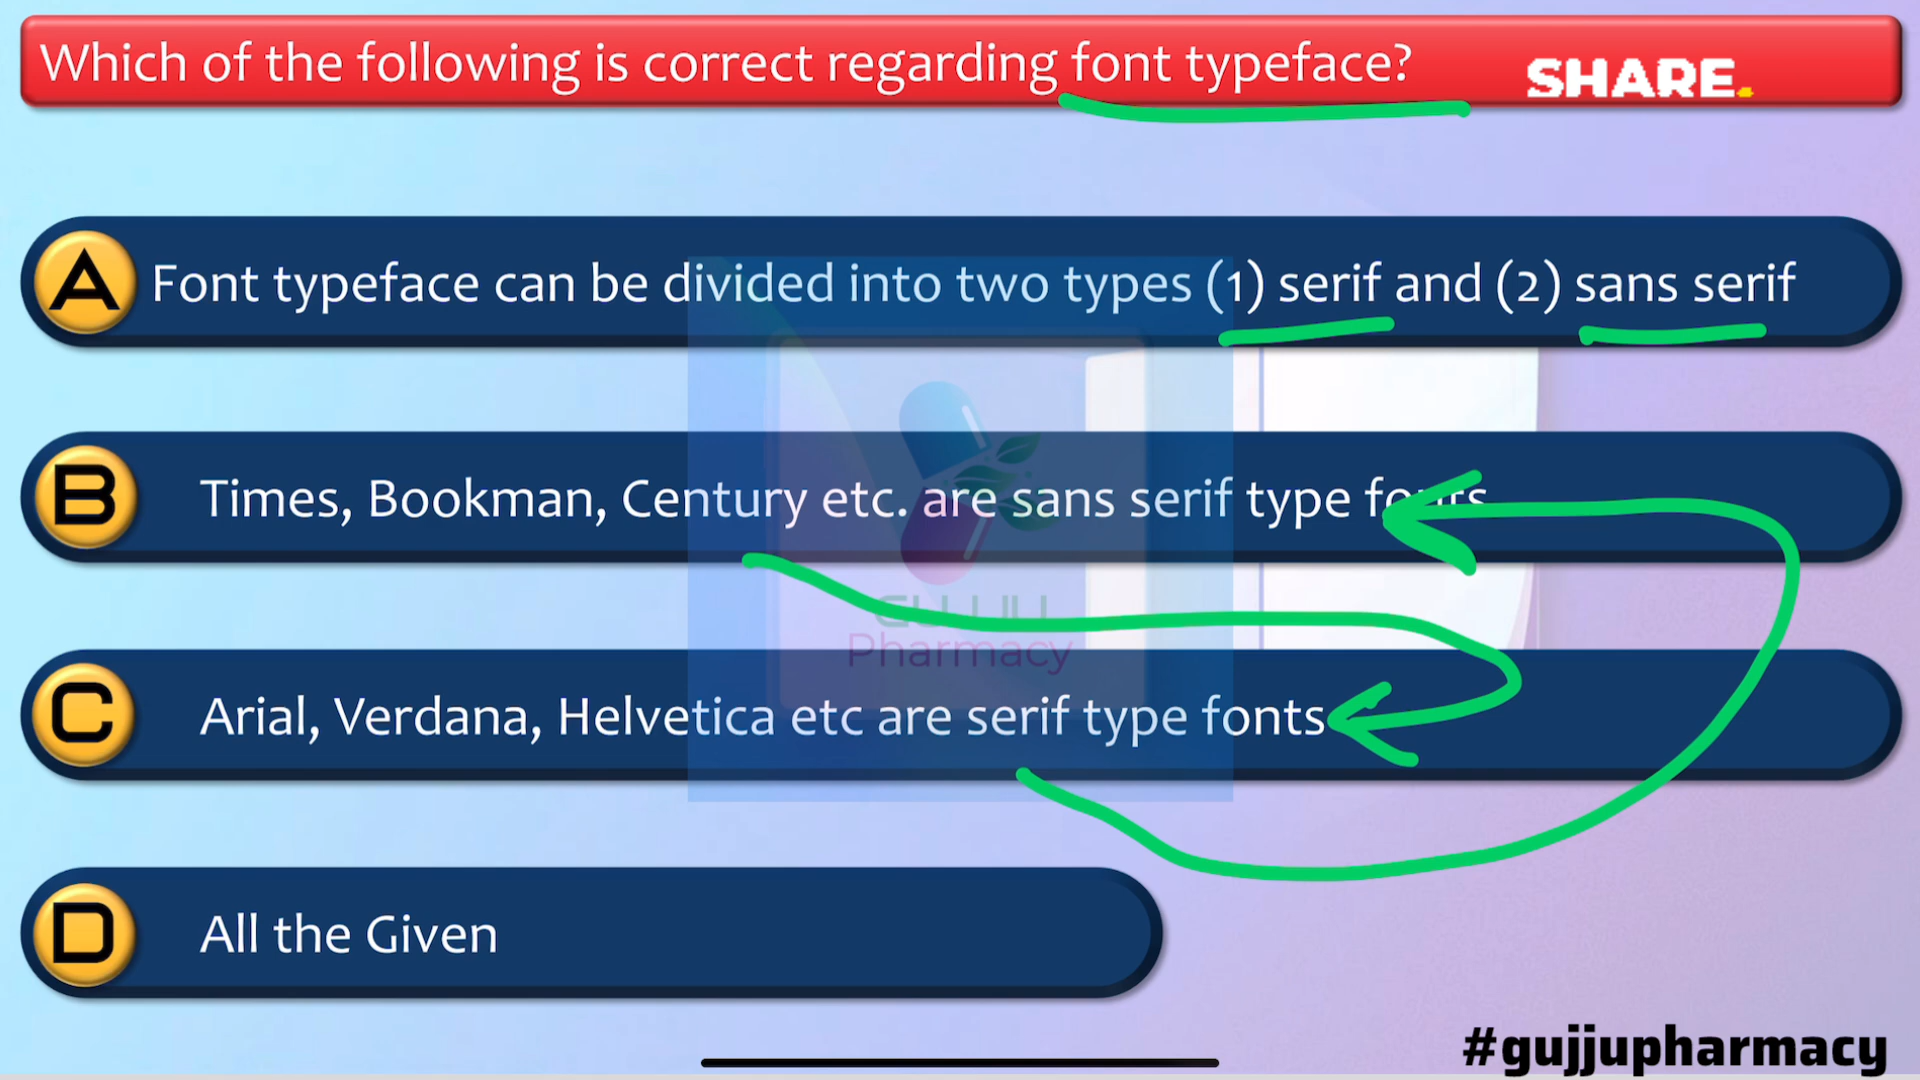 Which of the following is correct regarding font typeface?
SHARE.
A Font typeface can be divided into two types (1) serif and (2) sans serif
B Times, Bookman, Century etc. are sans serif type fonts
GUJJU
Pharmacy
C Arial, Verdana, Helvetica etc are serif type fonts
D All the Given
#gujjupharmacy